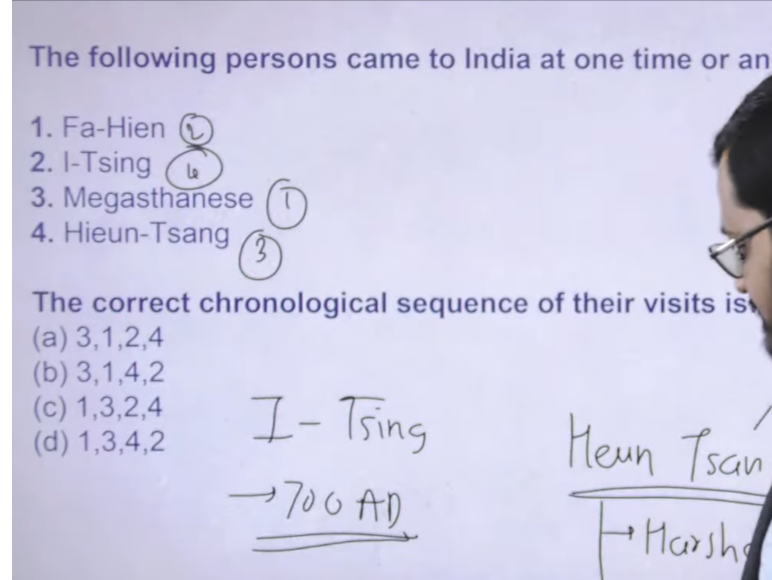 The following persons came to India at one time or an
1. Fa-Hien 2
2. I-Tsing
3. Megasthanese 1
4. Hieun-Tsang 3
The correct chronological sequence of their visits is
(a) 3,1,2,4
(b) 3,1,4,2
(c) 1,3,2,4
(d) 1,3,4,2
I - Tsing
→ 700 AD
Heun Tsan
→ Harsh